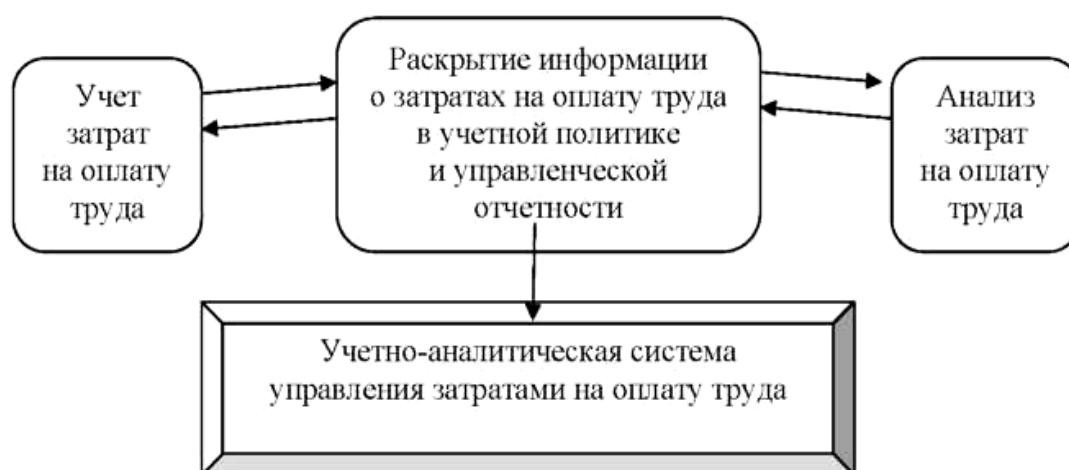 Учет
затрат
на оплату
труда
Раскрытие информации
о затратах на оплату труда
в учетной политике
и управленческой
отчетности
Анализ
затрат
на оплату
труда
Учетно-аналитическая система
управления затратами на оплату труда